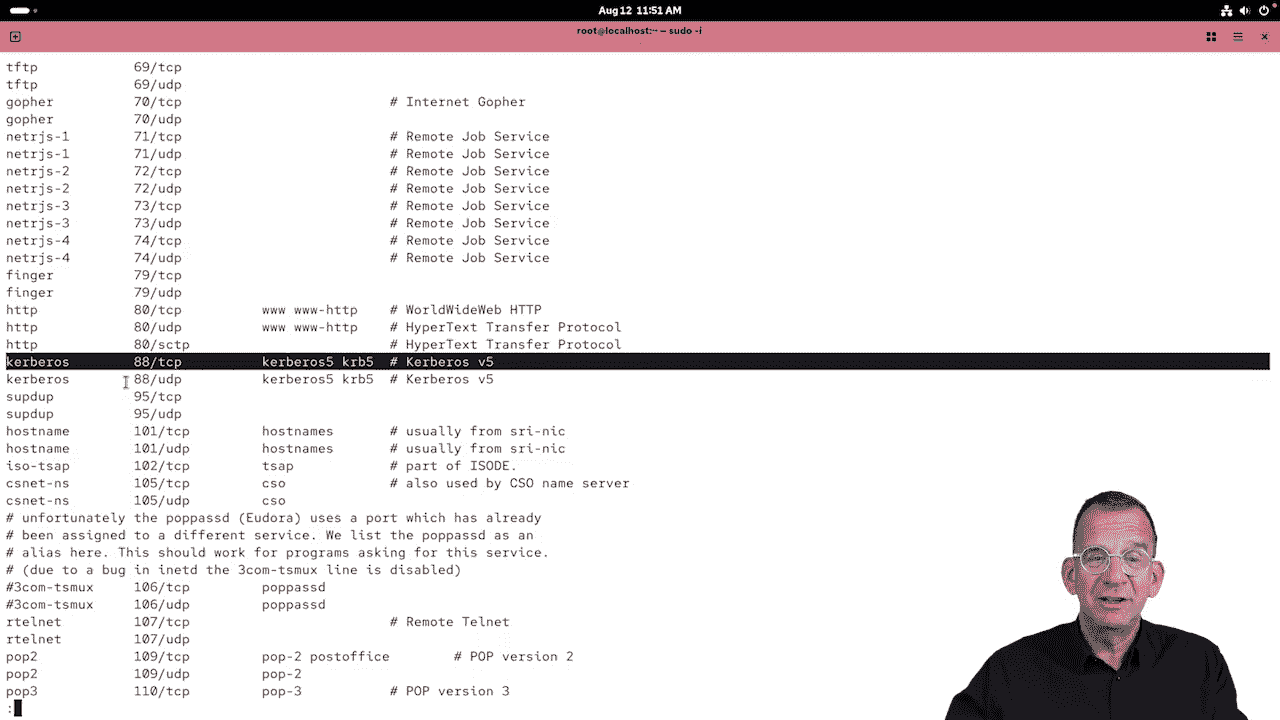 Aug 12 11:51 AM
root@localhost:~ — sudo -i
tftp 69/tcp
tftp 69/udp
gopher 70/tcp # Internet Gopher
gopher 70/udp
netrjs-1 71/tcp # Remote Job Service
netrjs-1 71/udp # Remote Job Service
netrjs-2 72/tcp # Remote Job Service
netrjs-2 72/udp # Remote Job Service
netrjs-3 73/tcp # Remote Job Service
netrjs-3 73/udp # Remote Job Service
netrjs-4 74/tcp # Remote Job Service
netrjs-4 74/udp # Remote Job Service
finger 79/tcp
finger 79/udp
http 80/tcp www www-http # WorldWideWeb HTTP
http 80/udp www www-http # HyperText Transfer Protocol
http 80/sctp # HyperText Transfer Protocol
kerberos 88/tcp kerberos5 krb5 # Kerberos v5
kerberos 88/udp kerberos5 krb5 # Kerberos v5
supdup 95/tcp
supdup 95/udp
hostname 101/tcp hostnames # usually from sri-nic
hostname 101/udp hostnames # usually from sri-nic
iso-tsap 102/tcp tsap # part of ISODE.
csnet-ns 105/tcp cso # also used by CSO name server
csnet-ns 105/udp cso
# unfortunately the poppassd (Eudora) uses a port which has already
# been assigned to a different service. We list the poppassd as an
# alias here. This should work for programs asking for this service.
# (due to a bug in inetd the 3com-tsmux line is disabled)
#3com-tsmux 106/tcp poppassd
#3com-tsmux 106/udp poppassd
rtelnet 107/tcp # Remote Telnet
rtelnet 107/udp
pop2 109/tcp pop-2 postoffice # POP version 2
pop2 109/udp pop-2
pop3 110/tcp pop-3 # POP version 3
: